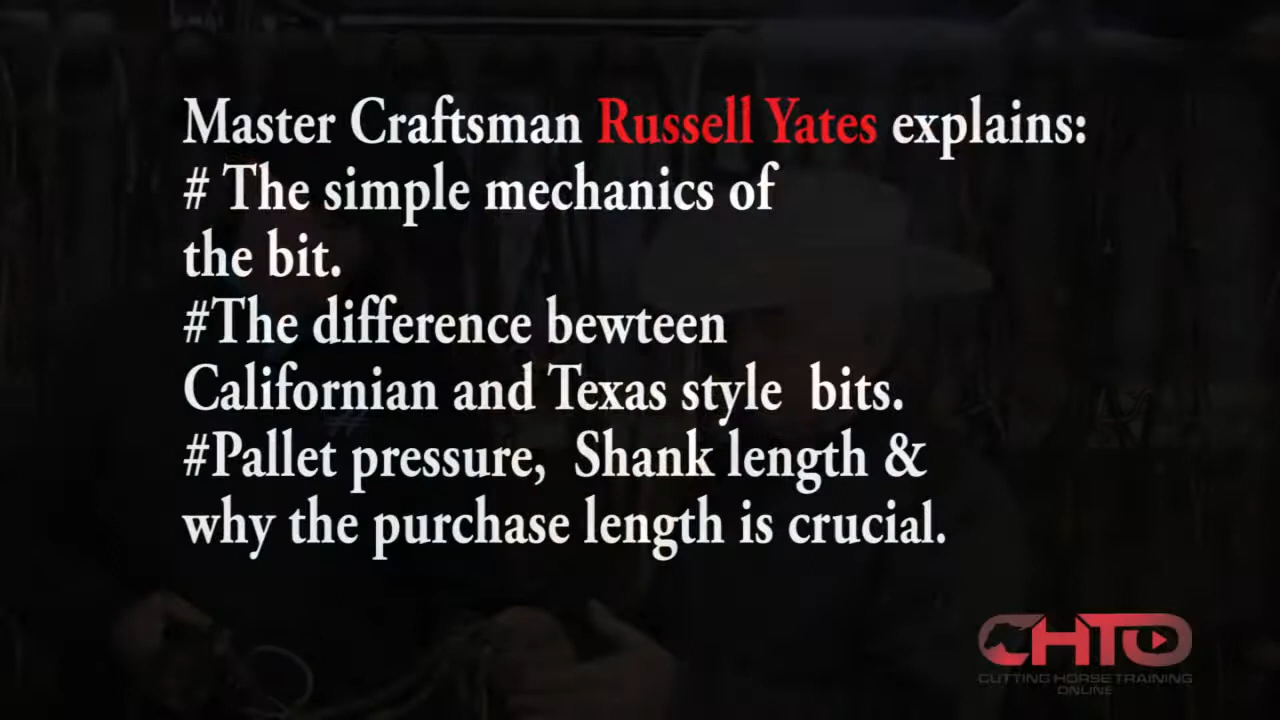 Master Craftsman Russell Yates explains:
# The simple mechanics of
the bit.
#The difference bewteen
Californian and Texas style  bits.
#Pallet pressure,  Shank length &
why the purchase length is crucial.
CHTO
CUTTING HORSE TRAINING
ONLINE